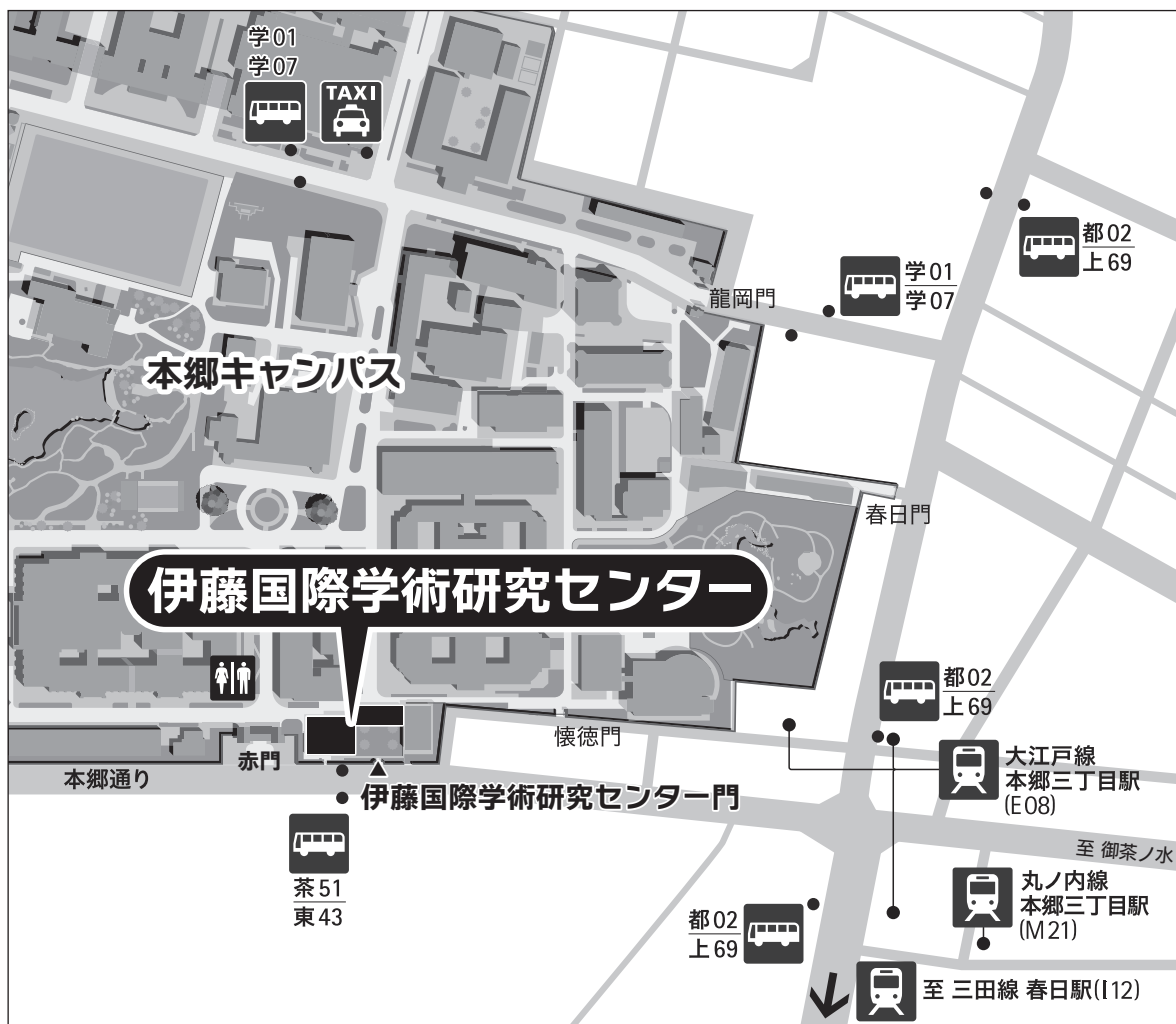 学01
学07
TAXI
都02
上69
学01
学07
龍岡門
本郷キャンパス
春日門
伊藤国際学術研究センター
都02
上69
懐徳門
赤門
本郷通り
大江戸線
本郷三丁目駅
(E08)
伊藤国際学術研究センター門
至 御茶ノ水
茶51
東43
丸ノ内線
本郷三丁目駅
(M21)
都02
上69
至 三田線 春日駅(I12)